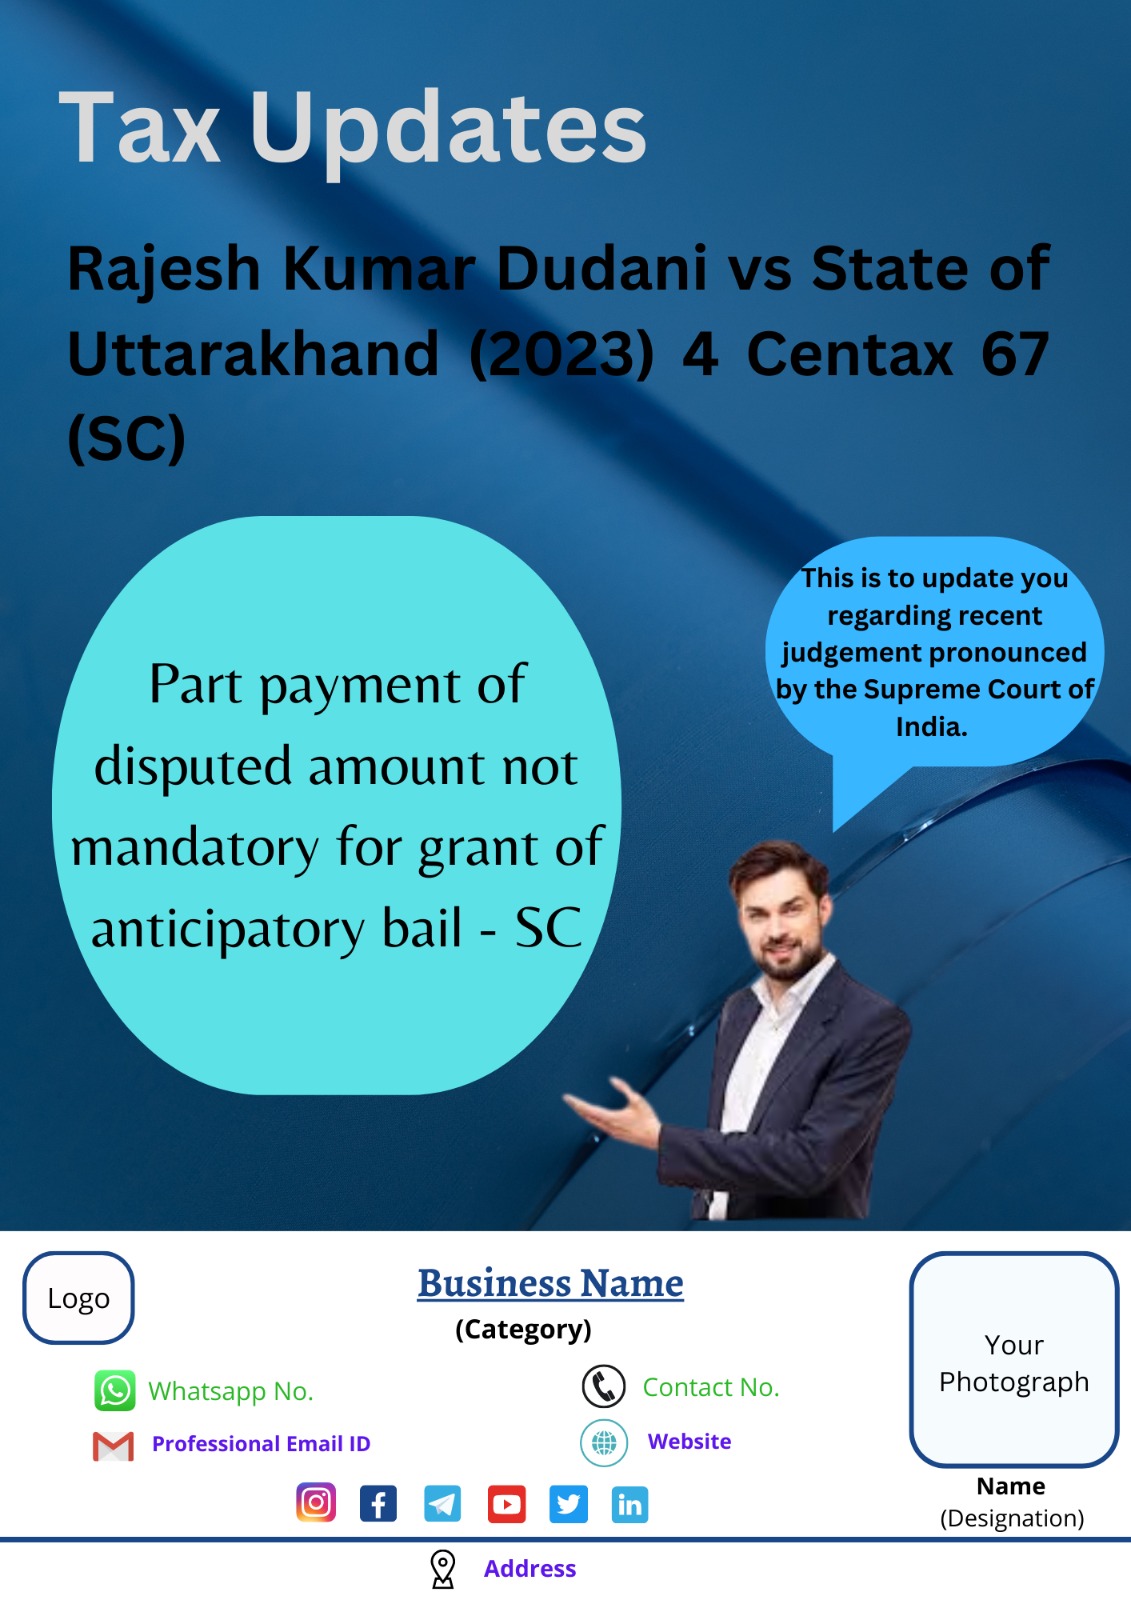 Tax Updates
Rajesh Kumar Dudani vs State of
Uttarakhand (2023) 4 Centax 67
(SC)
This is to update you
regarding recent
judgement pronounced
by the Supreme Court of
India.
Part payment of
disputed amount not
mandatory for grant of
anticipatory bail - SC
Logo
Business Name
(Category)
Whatsapp No.
Contact No.
Professional Email ID
Website
Your
Photograph
Name
(Designation)
Address